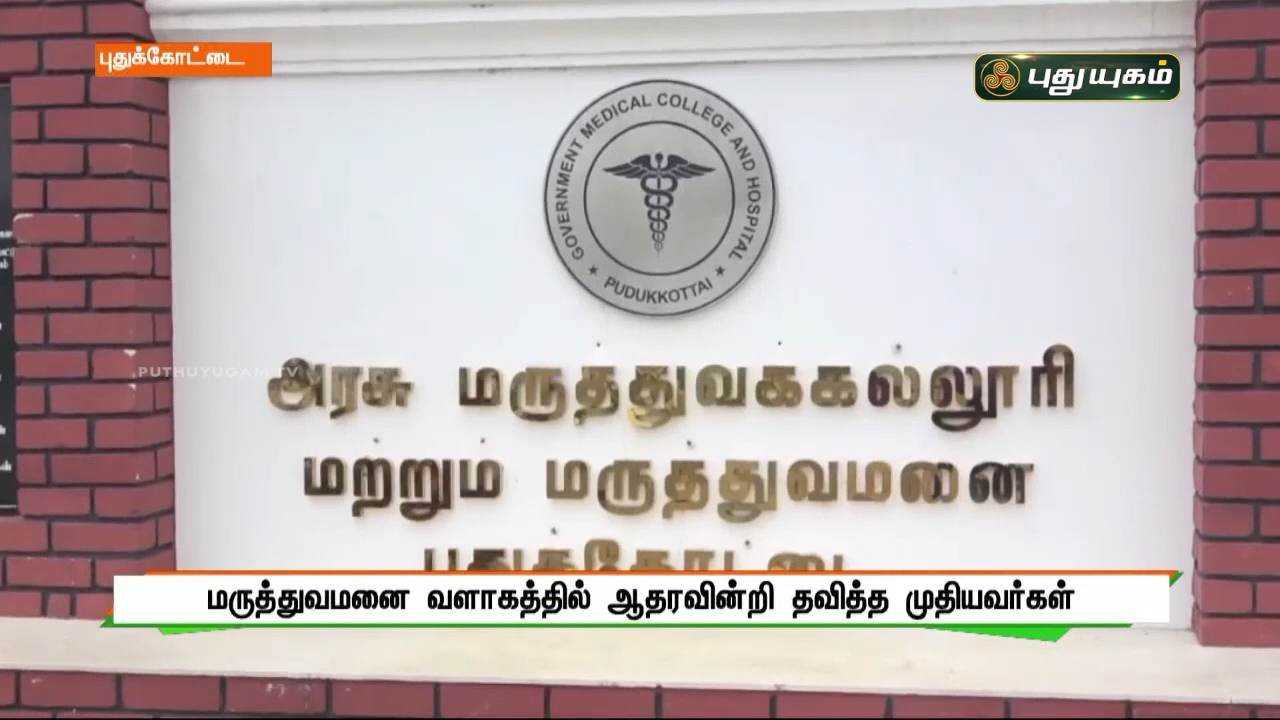 புதுக்கோட்டை
புதுயுகம்
GOVERNMENT MEDICAL COLLEGE AND HOSPITAL
★ PUDUKKOTTAI ★
PUTHUYUGAM TV
அரசு மருத்துவக்கல்லூரி
மற்றும் மருத்துவமனை
புதுக்கோட்டை
மருத்துவமனை வளாகத்தில் ஆதரவின்றி தவித்த முதியவர்கள்